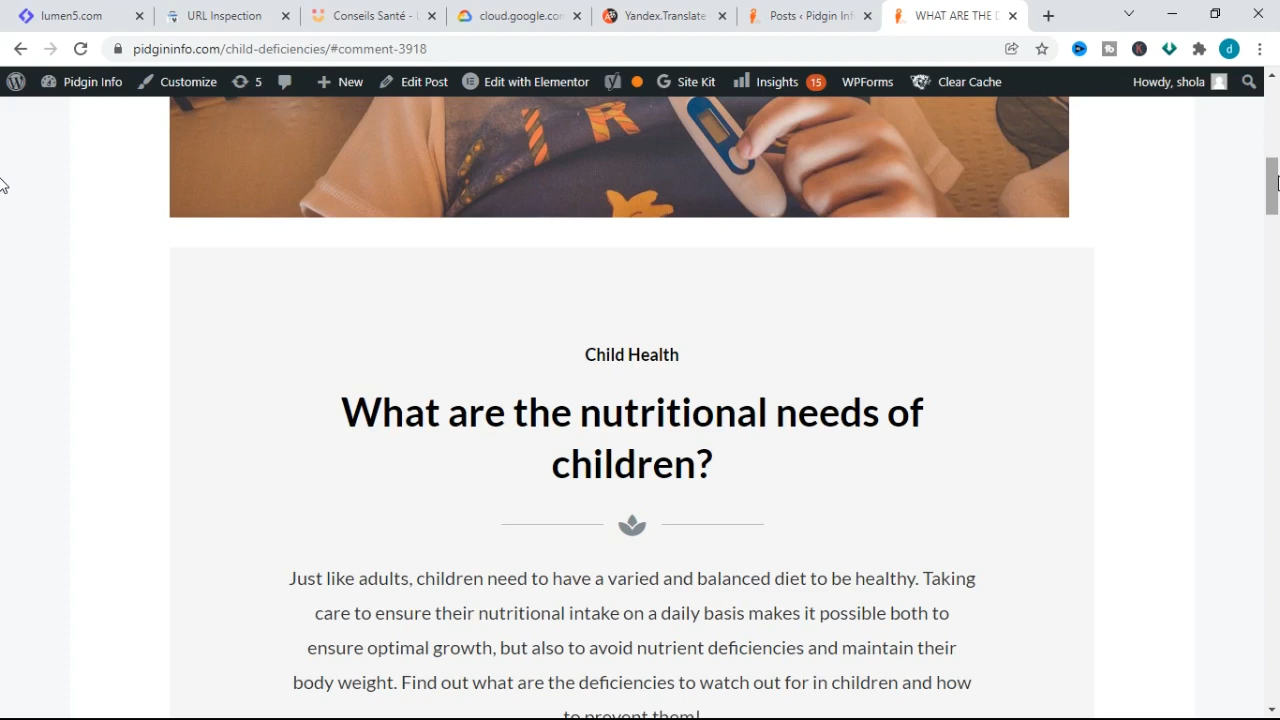 lumen5.com
URL Inspection
Conseils Santé - 
cloud.google.com
Yandex.Translate
Posts ‹ Pidgin Inf
WHAT ARE THE D
pidgininfo.com/child-deficiencies/#comment-3918
d
Pidgin Info
Customize
5
New
Edit Post
Edit with Elementor
Site Kit
Insights 15
WPForms
Clear Cache
Howdy, shola
I R
Child Health
What are the nutritional needs of
children?
Just like adults, children need to have a varied and balanced diet to be healthy. Taking
care to ensure their nutritional intake on a daily basis makes it possible both to
ensure optimal growth, but also to avoid nutrient deficiencies and maintain their
body weight. Find out what are the deficiencies to watch out for in children and how
to prevent them!